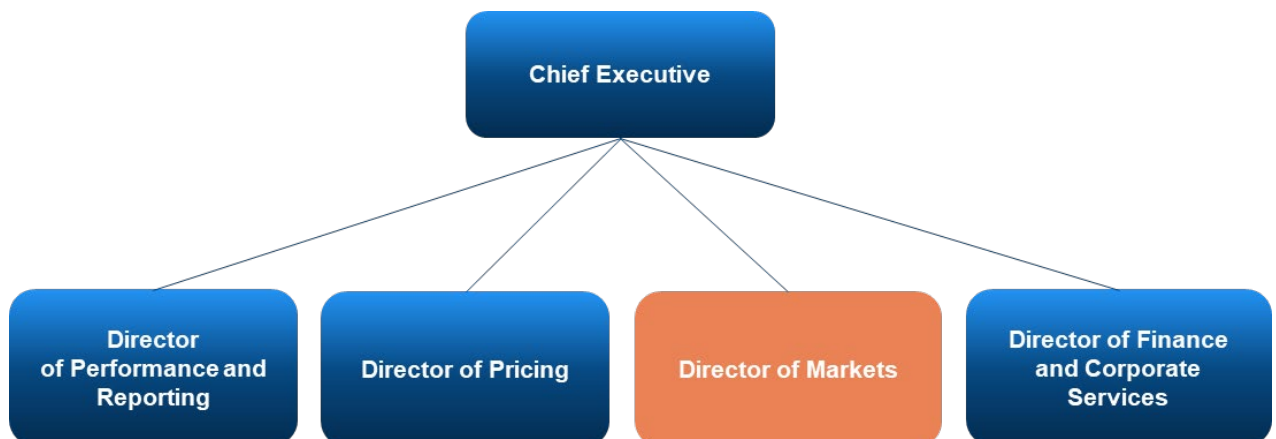 Chief Executive
Director
of Performance and
Reporting
Director of Pricing
Director of Markets
Director of Finance
and Corporate
Services